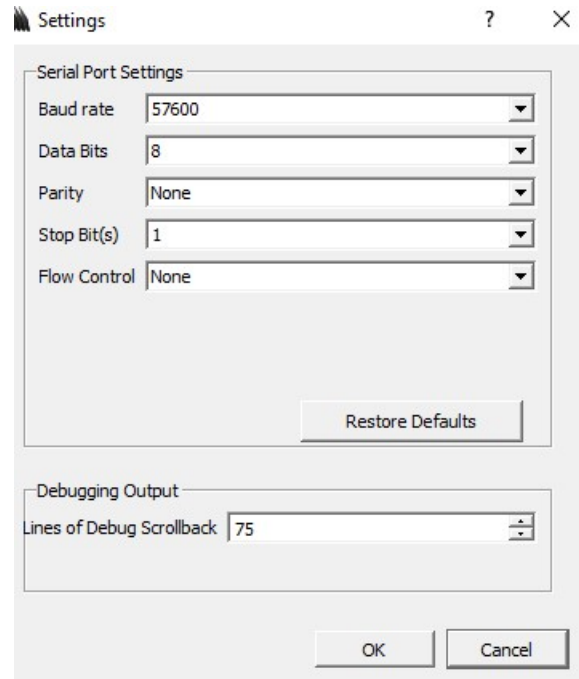 Settings ?
Serial Port Settings
Baud rate 57600
Data Bits 8
Parity None
Stop Bit(s) 1
Flow Control None
Restore Defaults
Debugging Output
Lines of Debug Scrollback 75
OK Cancel